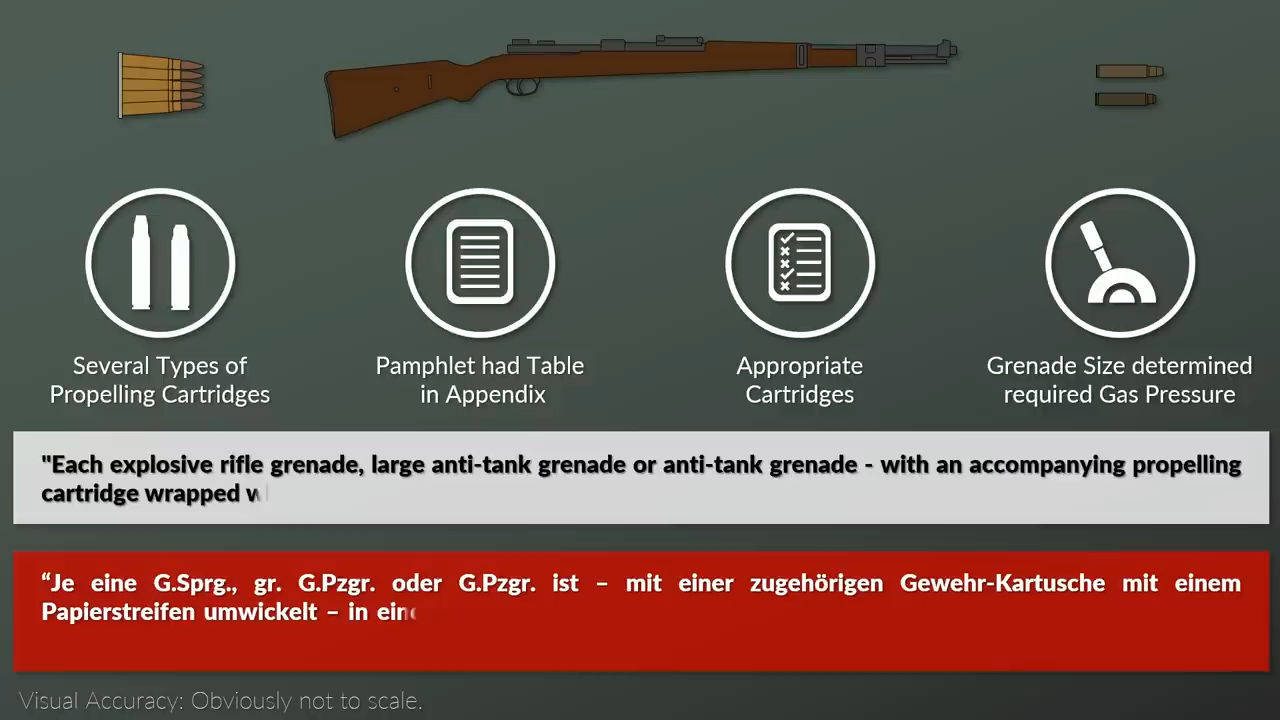 Several Types of
Propelling Cartridges
Pamphlet had Table
in Appendix
Appropriate
Cartridges
Grenade Size determined
required Gas Pressure
"Each explosive rifle grenade, large anti-tank grenade or anti-tank grenade - with an accompanying propelling
cartridge wrapped
“Je eine G.Sprg., gr. G.Pzgr. oder G.Pzgr. ist – mit einer zugehörigen Gewehr-Kartusche mit einem
Papierstreifen umwickelt – in
Visual Accuracy: Obviously not to scale.